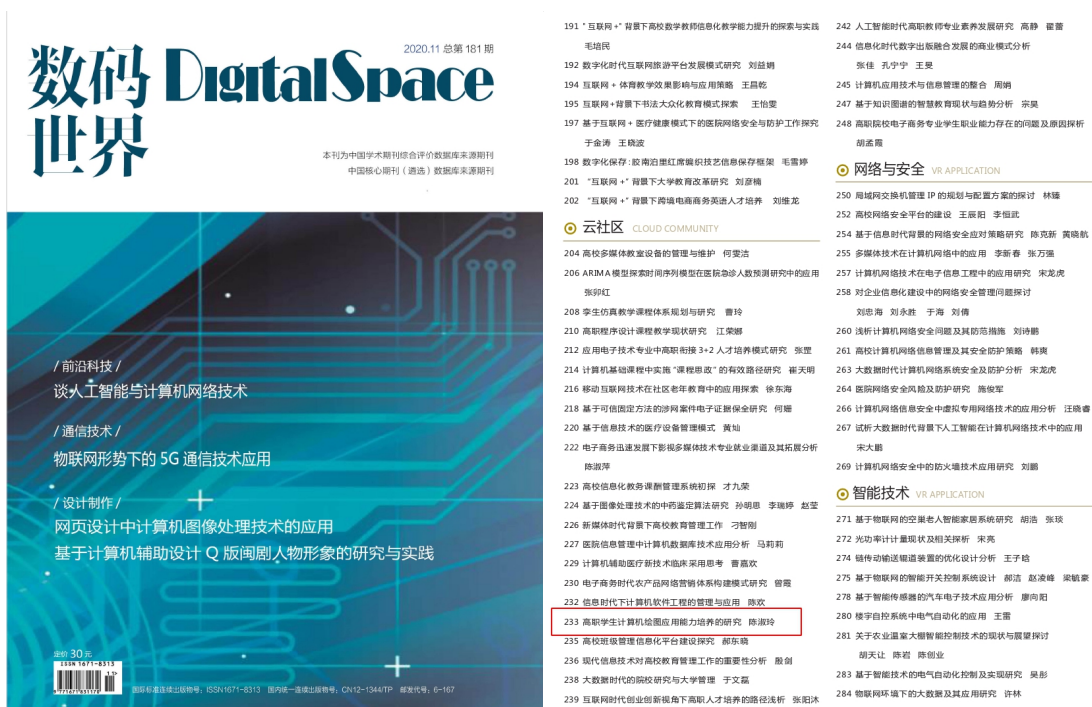 2020.11 总第 181 期
数码世界
Digital Space
本刊为中国学术期刊综合评价数据库来源期刊
中国核心期刊（遴选）数据库来源期刊
/ 前沿科技 /
谈人工智能与计算机网络技术
/ 通信技术 /
物联网形势下的 5G 通信技术应用
/ 设计制作 /
网页设计中计算机图像处理技术的应用
基于计算机辅助设计 Q 版闽剧人物形象的研究与实践
定价 30 元
ISSN 1671-8313
11>
9 771671 831178
国际标准连续出版物号：ISSN1671-8313 国内统一连续出版物号：CN12-1344/TP 邮发代号：6-167
191 "互联网 +" 背景下高校数学教师信息化教学能力提升的探索与实践
毛培民
192 数字化时代互联网旅游平台发展模式研究 刘益娟
194 互联网 + 体育教学效果影响与应用策略 王昌乾
195 互联网+背景下书法大众化教育模式探索 王怡雯
197 基于互联网 + 医疗健康模式下的医院网络安全与防护工作探究
于金涛 王晓波
198 数字化保存：胶南泊里红席编织技艺信息保存框架 毛雪婷
201 "互联网 +" 背景下大学教育改革研究 刘彦楠
202 "互联网 +" 背景下跨境电商商务英语人才培养 刘维龙
云社区 CLOUD COMMUNITY
204 高校多媒体教室设备的管理与维护 何雯洁
206 ARIMA 模型探索时间序列模型在医院急诊人数预测研究中的应用
张卯红
208 孪生仿真教学课程体系规划与研究 曹玲
210 高职程序设计课程教学现状研究 江荣娜
212 应用电子技术专业中高职衔接 3+2 人才培养模式研究 张罡
214 计算机基础课程中实施 "课程思政" 的有效路径研究 崔天明
216 移动互联网技术在社区老年教育中的应用探索 徐东海
218 基于可信固定方法的涉网案件电子证据保全研究 何姗
220 基于信息技术的医疗设备管理模式 黄灿
222 电子商务迅速发展下影视多媒体技术专业就业渠道及其拓展分析
陈淑萍
223 高校信息化教务课酬管理系统初探 才九荣
224 基于图像处理技术的中药鉴定算法研究 孙明思 李瑞婷 赵莹
226 新媒体时代背景下高校教育管理工作 刁智刚
227 医院信息管理中计算机数据库技术应用分析 马莉莉
229 计算机辅助医疗新技术临床采用思考 曹嘉欢
230 电子商务时代农产品网络营销体系构建模式研究 曾霞
232 信息时代下计算机软件工程的管理与应用 陈欢
233 高职学生计算机绘图应用能力培养的研究 陈淑玲
235 高校班级管理信息化平台建设探究 郝东晓
236 现代信息技术对高校教育管理工作的重要性分析 殷剑
238 大数据时代的院校研究与大学管理 于文磊
239 互联网时代创业创新视角下高职人才培养的路径浅析 张阳沐
242 人工智能时代高职教师专业素养发展研究 高静 翟蕾
244 信息化时代数字出版融合发展的商业模式分析
张佳 孔宁宁 王旻
245 计算机应用技术与信息管理的整合 周娟
247 基于知识图谱的智慧教育现状与趋势分析 宗昊
248 高职院校电子商务专业学生职业能力存在的问题及原因探析
胡孟霞
网络与安全 VR APPLICATION
250 局域网交换机管理 IP 的规划与配置方案的探讨 林臻
252 高校网络安全平台的建设 王辰阳 李恒武
254 基于信息时代背景的网络安全应对策略研究 陈克新 黄晓航
255 多媒体技术在计算机网络中的应用 李新春 张万强
257 计算机网络技术在电子信息工程中的应用研究 宋龙虎
258 对企业信息化建设中的网络安全管理问题探讨
刘忠海 刘永胜 于海 刘倩
260 浅析计算机网络安全问题及其防范措施 刘诗鹏
261 高校计算机网络信息管理及其安全防护策略 韩爽
263 大数据时代计算机网络系统安全及防护分析 宋龙虎
264 医院网络安全风险及防护研究 施俊军
266 计算机网络信息安全中虚拟专用网络技术的应用分析 汪晓睿
267 试析大数据时代背景下人工智能在计算机网络技术中的应用
宋大鹏
269 计算机网络安全中的防火墙技术应用研究 刘鹏
智能技术 VR APPLICATION
271 基于物联网的空巢老人智能家居系统研究 胡浩 张琰
272 光功率计计量现状及相关探析 宋亮
274 链传动输送辊道装置的优化设计分析 王子晗
275 基于物联网的智能开关控制系统设计 郝洁 赵凌峰 梁毓豪
278 基于智能传感器的汽车电子技术应用分析 廖向阳
280 楼宇自控系统中电气自动化的应用 王雷
281 关于农业温室大棚智能控制技术的现状与展望探讨
胡天让 陈岩 陈创业
283 基于智能技术的电气自动化控制及实现研究 吴彤
284 物联网环境下的大数据及其应用研究 许林